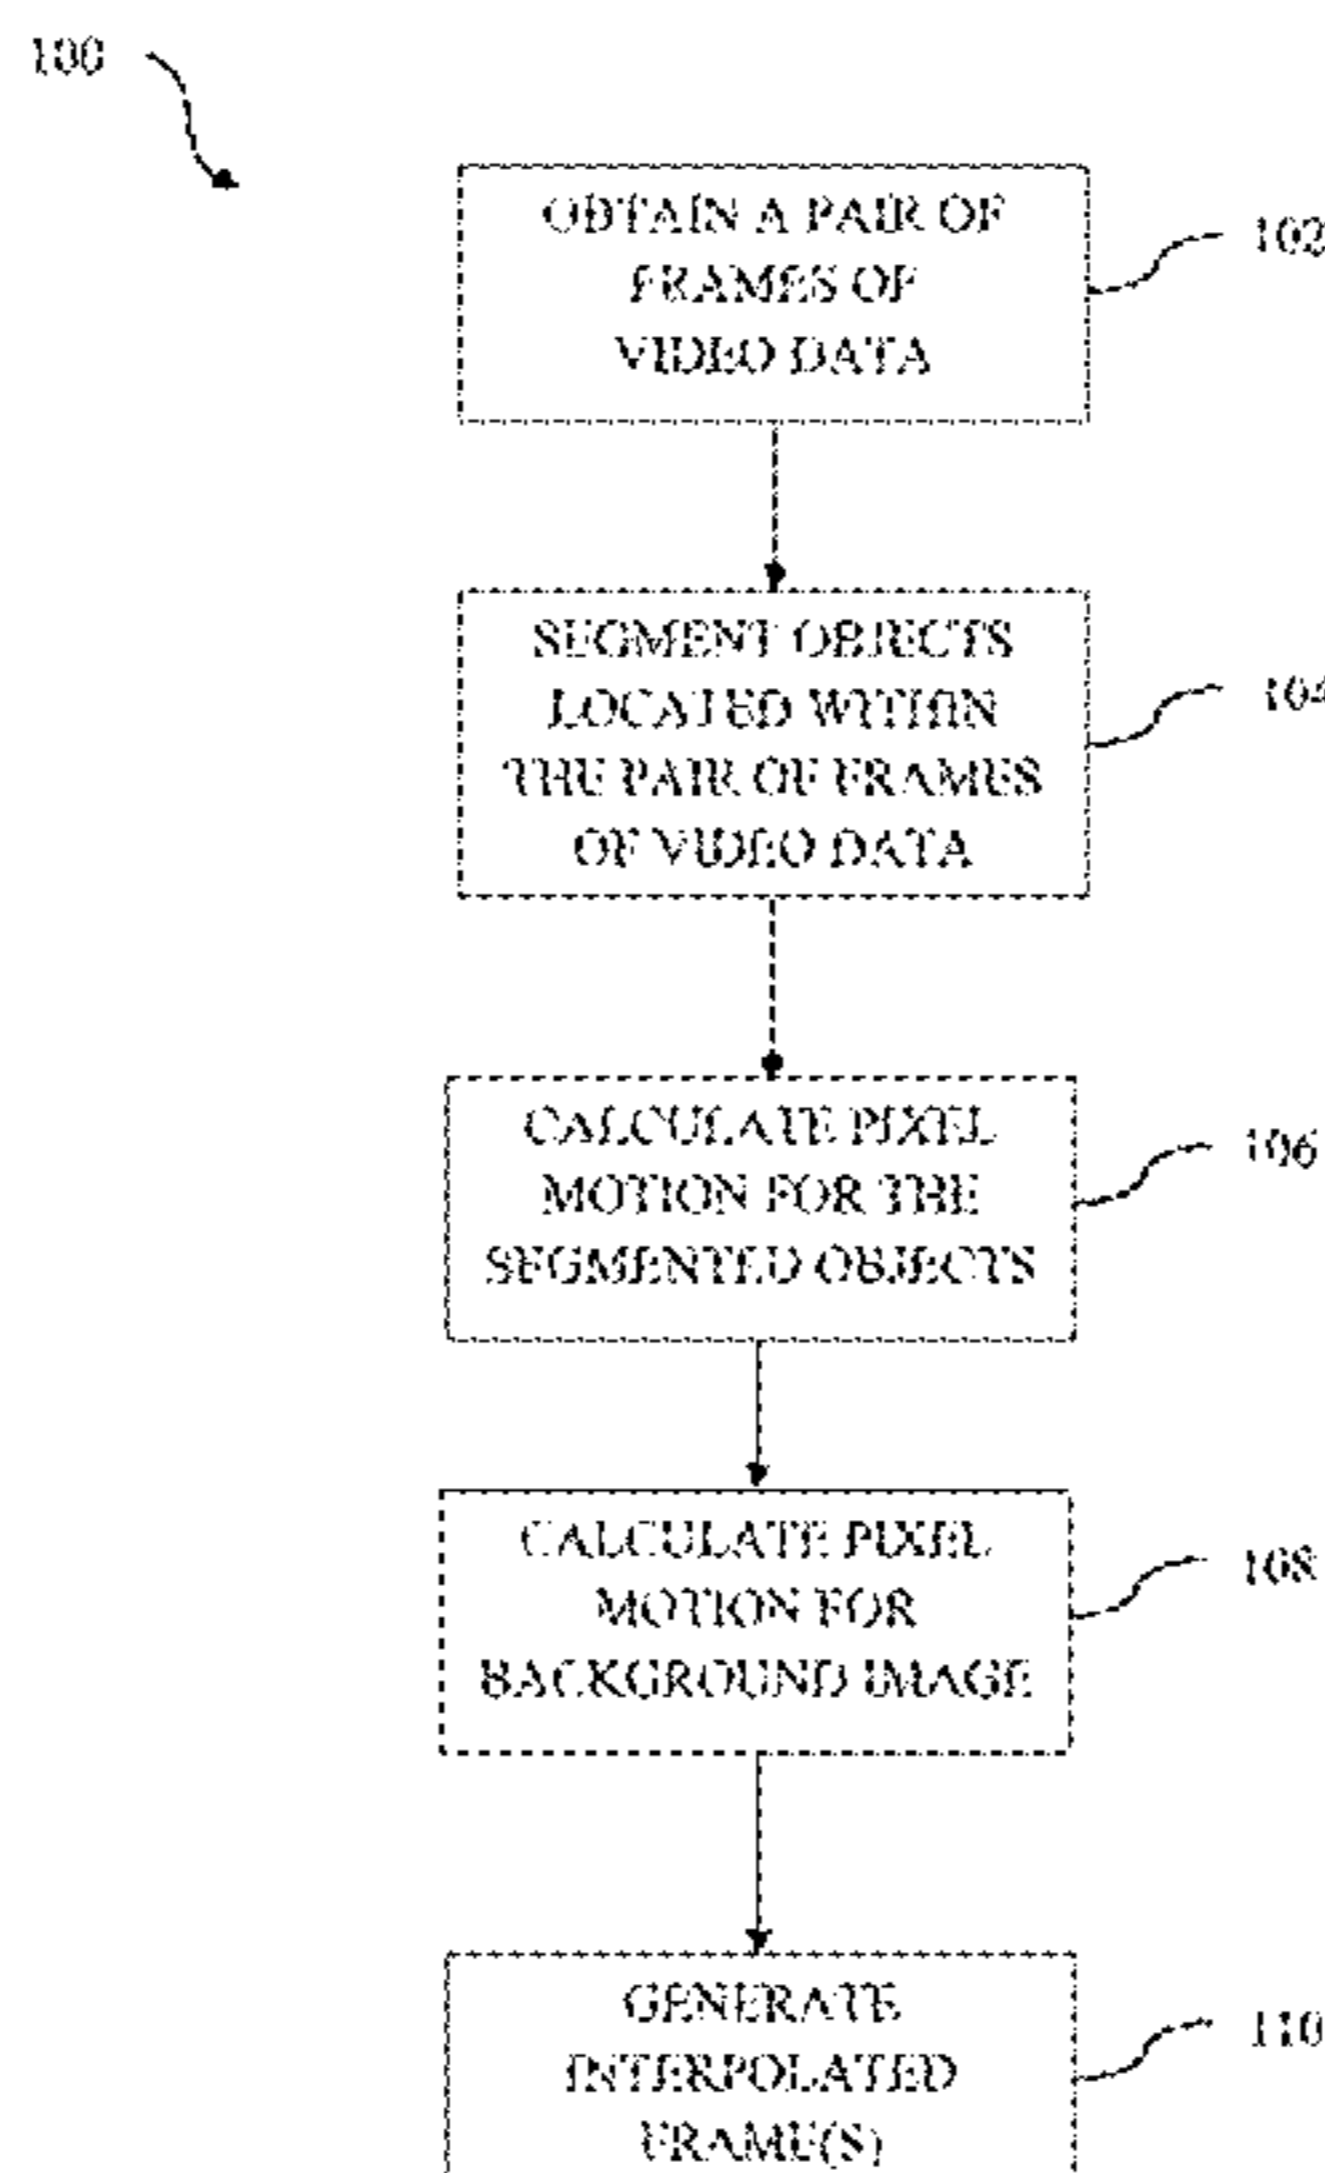 100
OBTAIN A PAIR OF
FRAMES OF
VIDEO DATA
102
SEGMENT OBJECTS
LOCATED WITHIN
THE PAIR OF FRAMES
OF VIDEO DATA
104
CALCULATE PIXEL
MOTION FOR THE
SEGMENTED OBJECTS
106
CALCULATE PIXEL
MOTION FOR
BACKGROUND IMAGE
108
GENERATE
INTERPOLATED
FRAME(S)
110